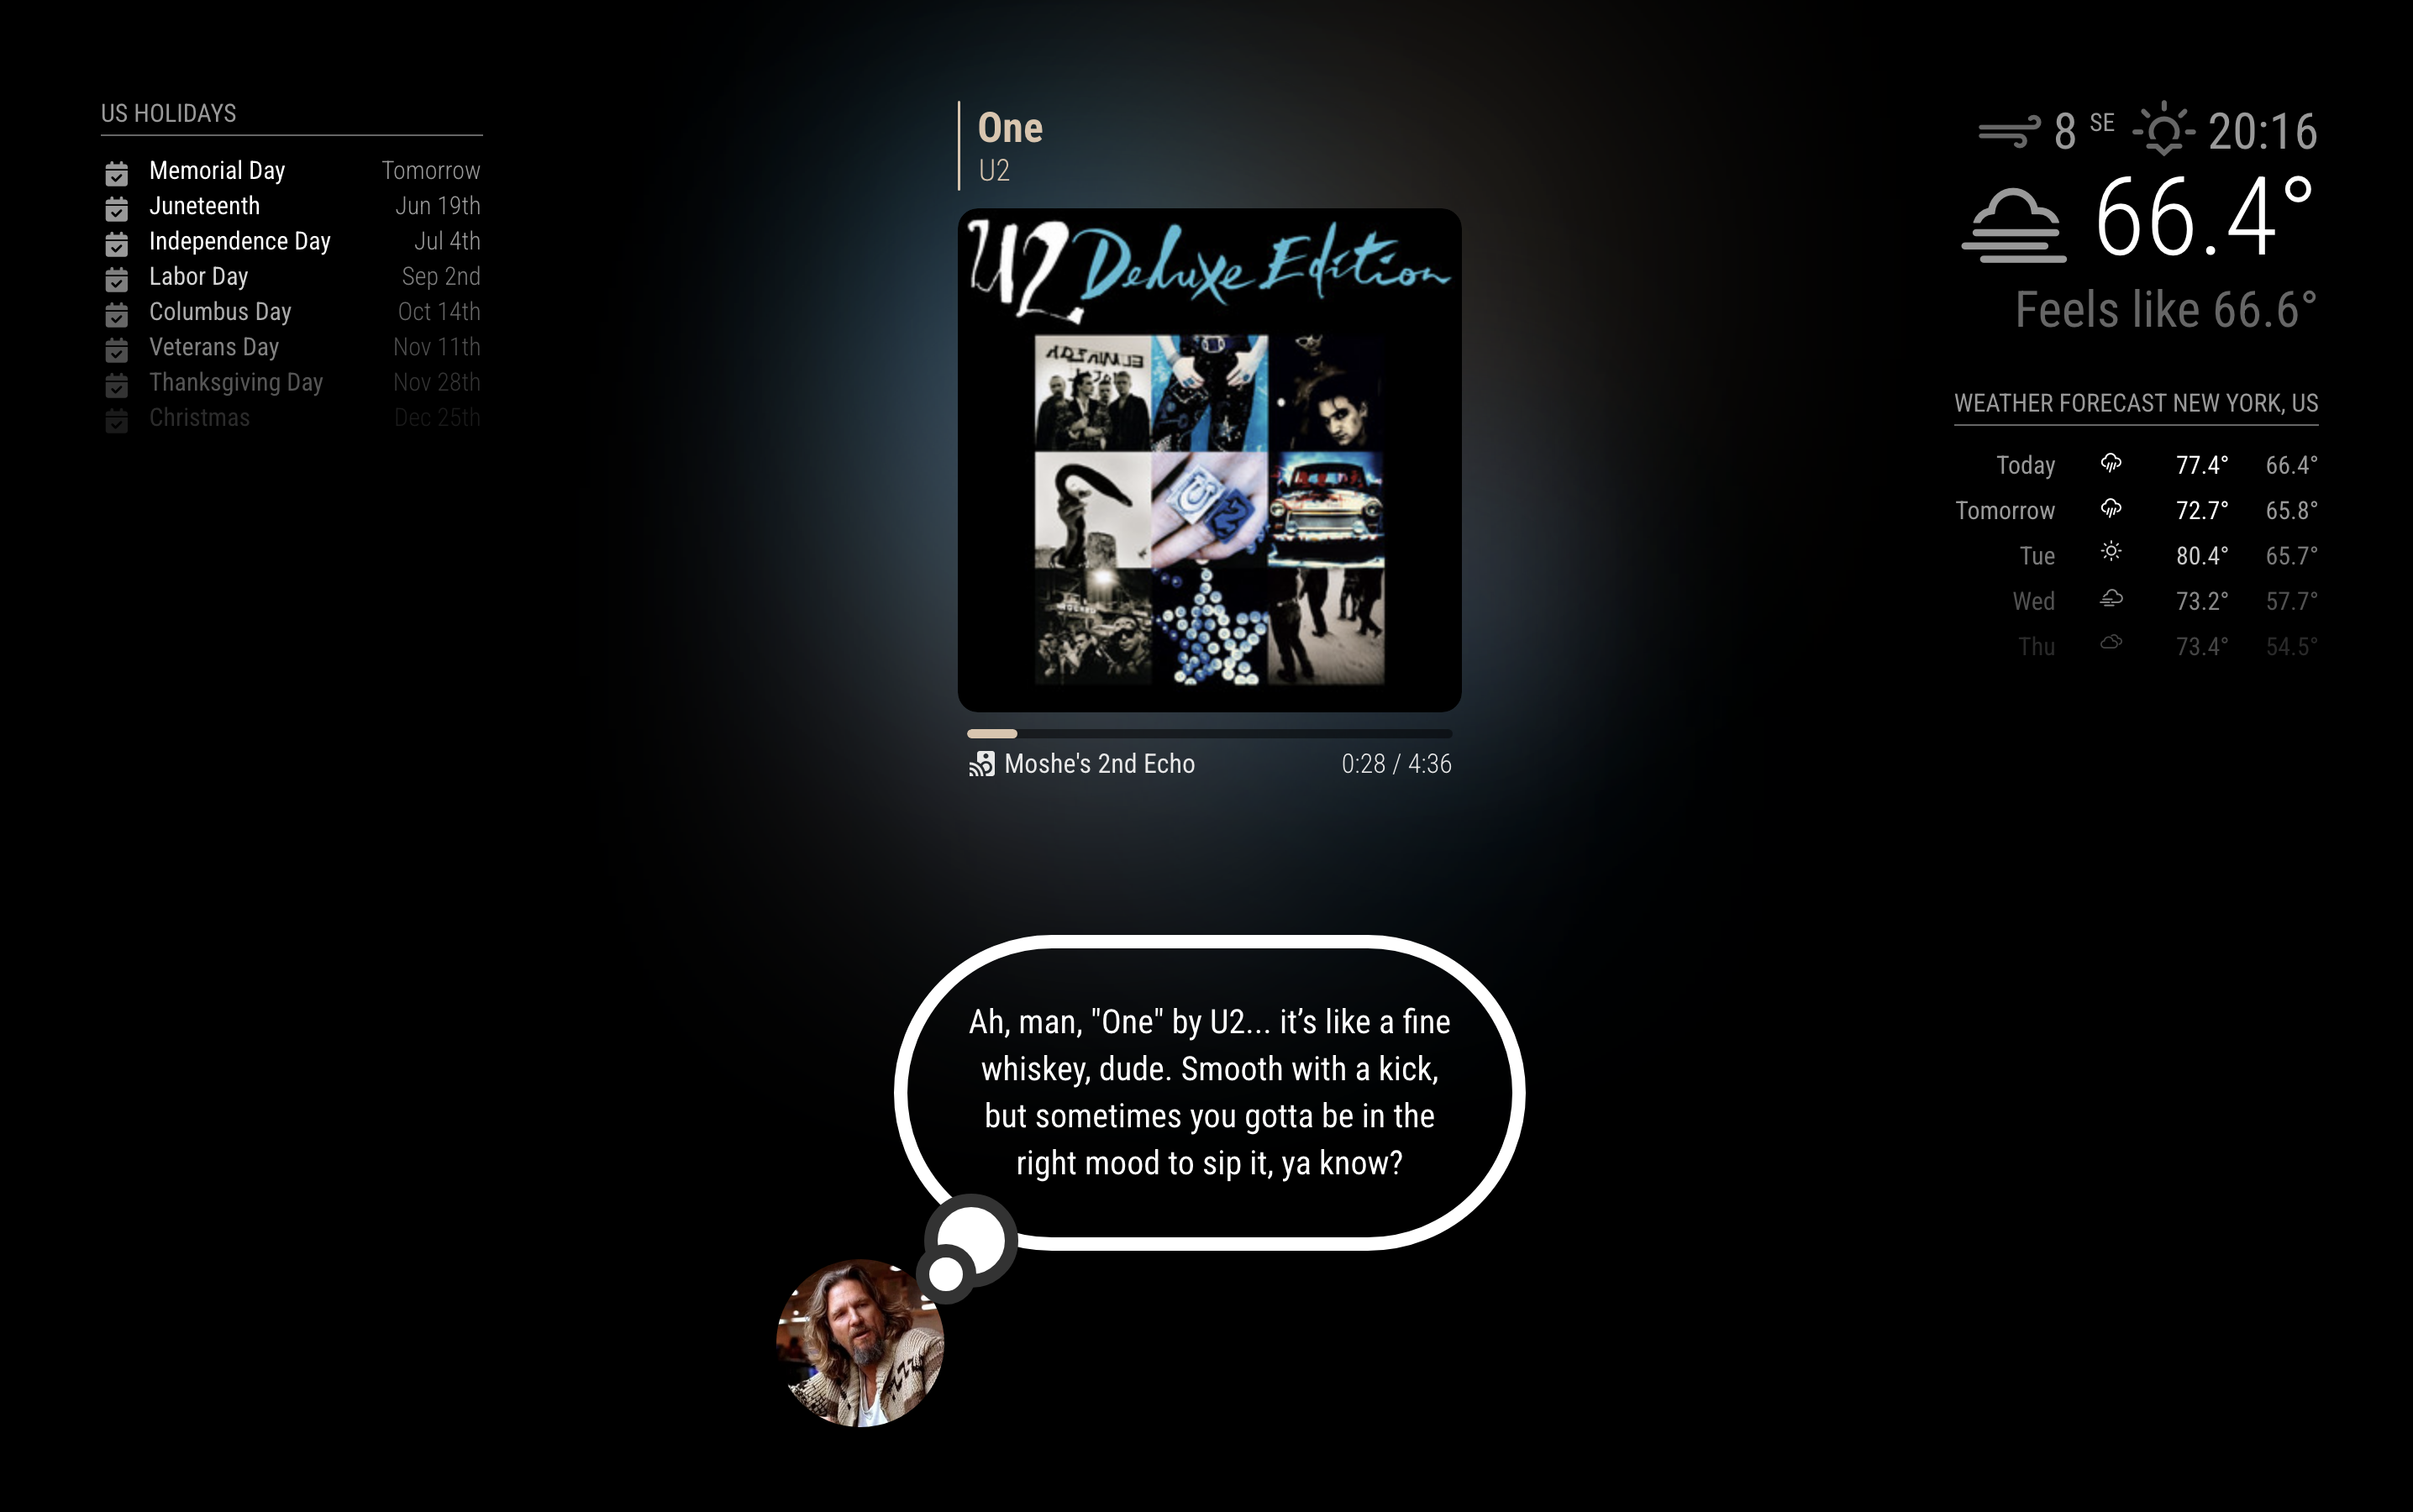 US HOLIDAYS
Memorial Day Tomorrow
Juneteenth Jun 19th
Independence Day Jul 4th
Labor Day Sep 2nd
Columbus Day Oct 14th
Veterans Day Nov 11th
Thanksgiving Day Nov 28th
Christmas Dec 25th
One
U2
U2 Deluxe Edition
U2
Moshe's 2nd Echo 0:28 / 4:36
Ah, man, "One" by U2... it’s like a fine
whiskey, dude. Smooth with a kick,
but sometimes you gotta be in the
right mood to sip it, ya know?
8 SE 20:16
66.4°
Feels like 66.6°
WEATHER FORECAST NEW YORK, US
Today 77.4° 66.4°
Tomorrow 72.7° 65.8°
Tue 80.4° 65.7°
Wed 73.2° 57.7°
Thu 73.4° 54.5°